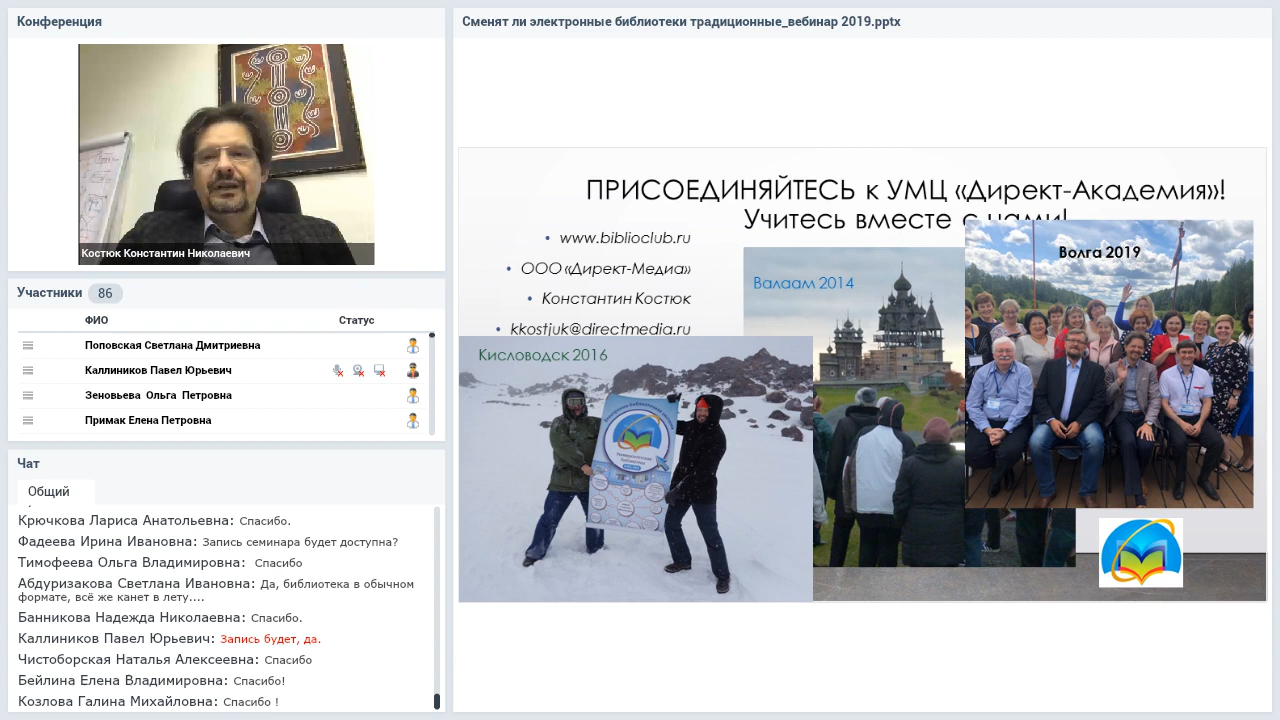 Конференция
Костюк Константин Николаевич
Участники 86
ФИО Статус
Поповская Светлана Дмитриевна
Каллиников Павел Юрьевич
Зеновьева Ольга Петровна
Примак Елена Петровна
Чат
Общий
Крючкова Лариса Анатольевна: Спасибо.
Фадеева Ирина Ивановна: Запись семинара будет доступна?
Тимофеева Ольга Владимировна: Спасибо
Абдуризакова Светлана Ивановна: Да, библиотека в обычном
формате, всё же канет в лету....
Банникова Надежда Николаевна: Спасибо.
Каллиников Павел Юрьевич: Запись будет, да.
Чистоборская Наталья Алексеевна: Спасибо
Бейлина Елена Владимировна: Спасибо!
Козлова Галина Михайловна: Спасибо !
Сменят ли электронные библиотеки традиционные_вебинар 2019.pptx
ПРИСОЕДИНЯЙТЕСЬ к УМЦ «Директ-Академия»!
Учитесь вместе с нами!
• www.biblioclub.ru
• ООО «Директ-Медиа»
• Константин Костюк
• kkostjuk@directmedia.ru
Валаам 2014
Волга 2019
Кисловодск 2016